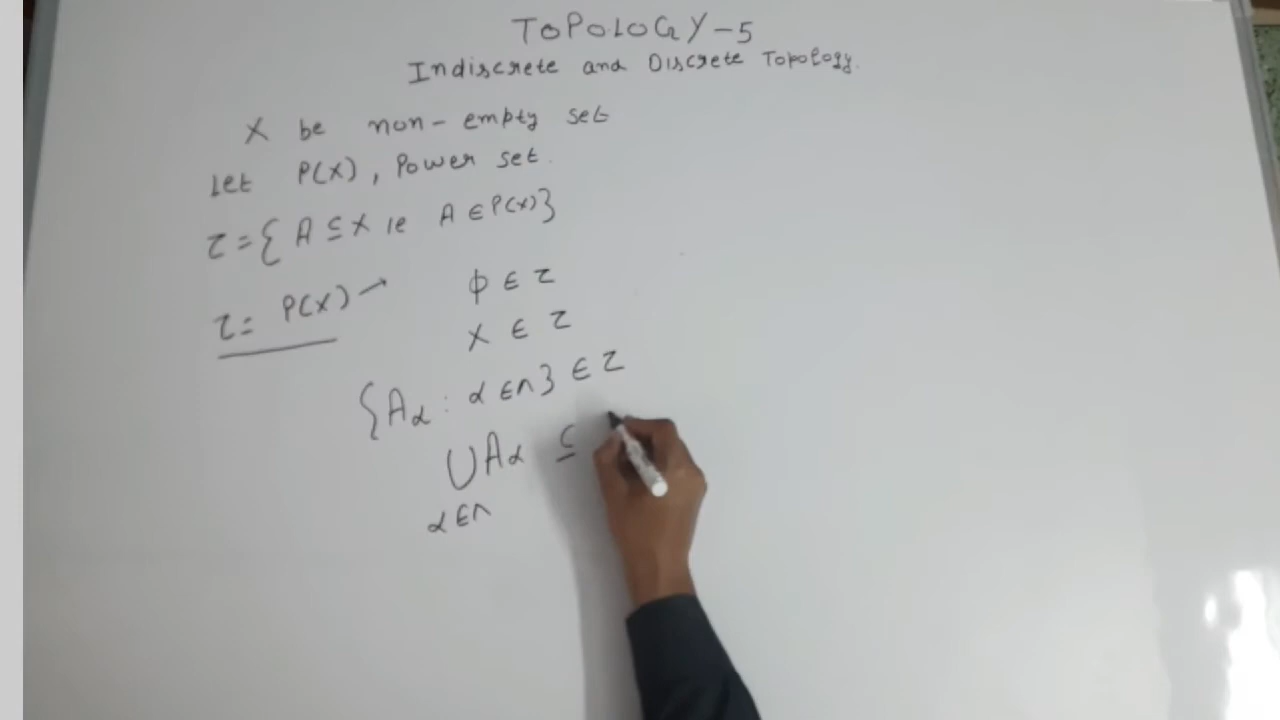 TOPOLOGY-5
Indiscrete and Discrete Topology.
X be non-empty set
Let P(X), Power set.
τ = { A ⊆ X ie A ∈ P(X) }
τ = P(X) → ϕ ∈ τ
X ∈ τ
{ Aα : α ∈ Λ } ∈ τ
∪ Aα ⊆
α ∈ Λ